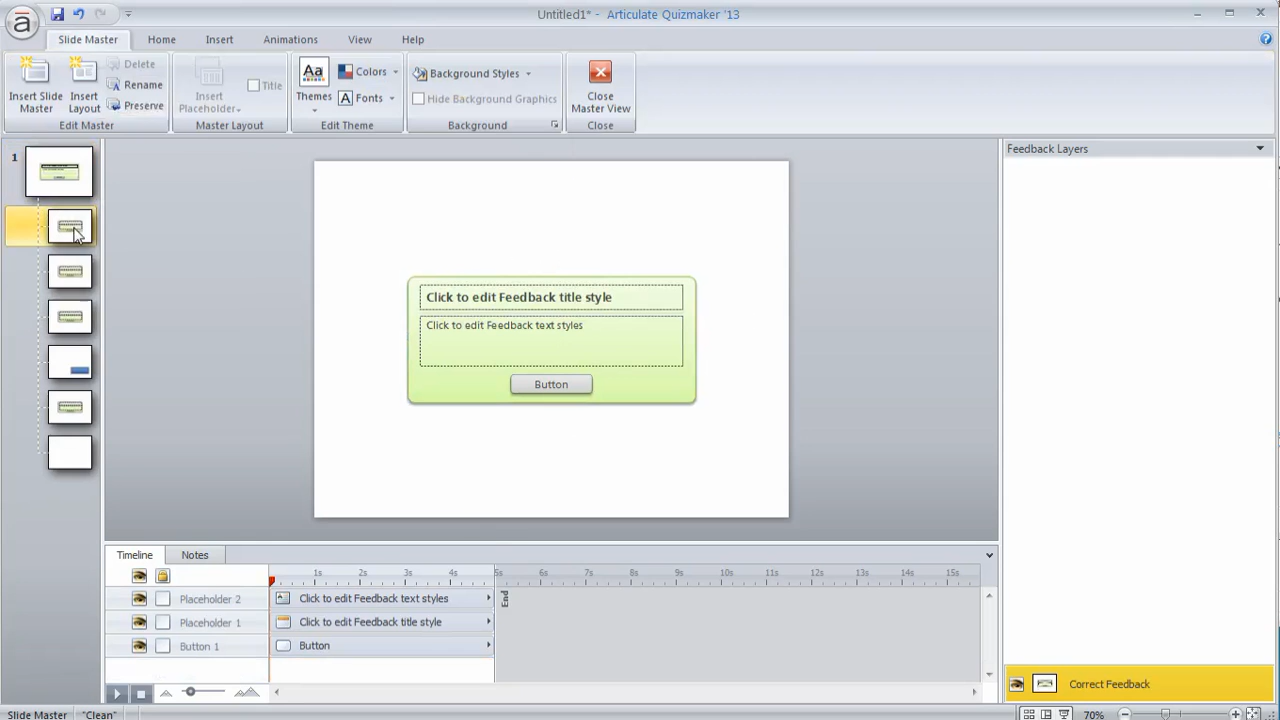 Untitled1* - Articulate Quizmaker '13
Slide Master Home Insert Animations View Help
Insert Slide Master
Insert Layout
Delete
Rename
Preserve
Edit Master
Insert Placeholder
Title
Master Layout
Themes
Colors
Fonts
Edit Theme
Background Styles
Hide Background Graphics
Background
Close Master View
Close
1
Click to edit Feedback title style
Click to edit Feedback text styles
Button
Feedback Layers
Correct Feedback
Timeline Notes
1s 2s 3s 4s 5s 6s 7s 8s 9s 10s 11s 12s 13s 14s 15s
Placeholder 2 Click to edit Feedback text styles
Placeholder 1 Click to edit Feedback title style
Button 1 Button
End
Slide Master "Clean" 70%